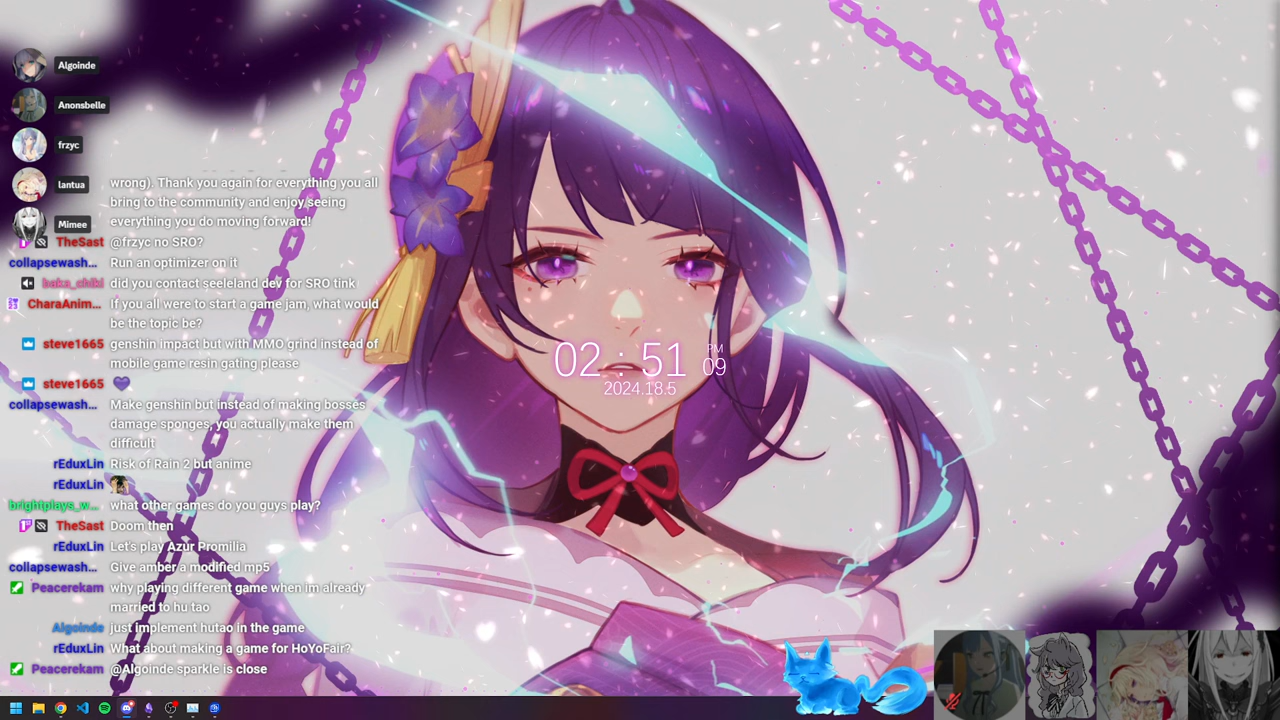 Algoinde
Anonsbelle
frzyc
lantua
wrong). Thank you again for everything you all
bring to the community and enjoy seeing
Mimee
everything you do moving forward!
TheSast @frzyc no SRO?
collapsewash... Run an optimizer on it
baka_chiki did you contact seeleland dev for SRO tink
CharaAnim... If you all were to start a game jam, what would
be the topic be?
steve1665 genshin impact but with MMO grind instead of
mobile game resin gating please
steve1665
collapsewash... Make genshin but instead of making bosses
damage sponges, you actually make them
difficult
rEduxLin Risk of Rain 2 but anime
rEduxLin
brightplays_w... what other games do you guys play?
TheSast Doom then
rEduxLin Let's play Azur Promilia
collapsewash... Give amber a modified mp5
Peacerekam why playing different game when im already
married to hu tao
Algoinde just implement hutao in the game
rEduxLin What about making a game for HoYoFair?
Peacerekam @Algoinde sparkle is close
02 : 51 PM 09
2024.18.5